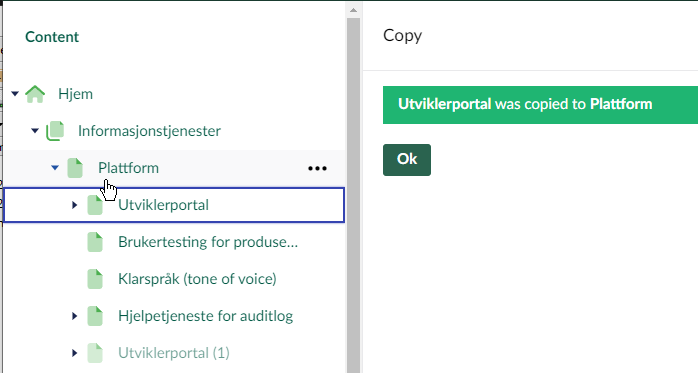 Content
Hjem
Informasjonstjenester
Plattform
Utviklerportal
Brukertesting for produse...
Klarspråk (tone of voice)
Hjelpetjeneste for auditlog
Utviklerportal (1)
Copy
Utviklerportal was copied to Plattform
Ok